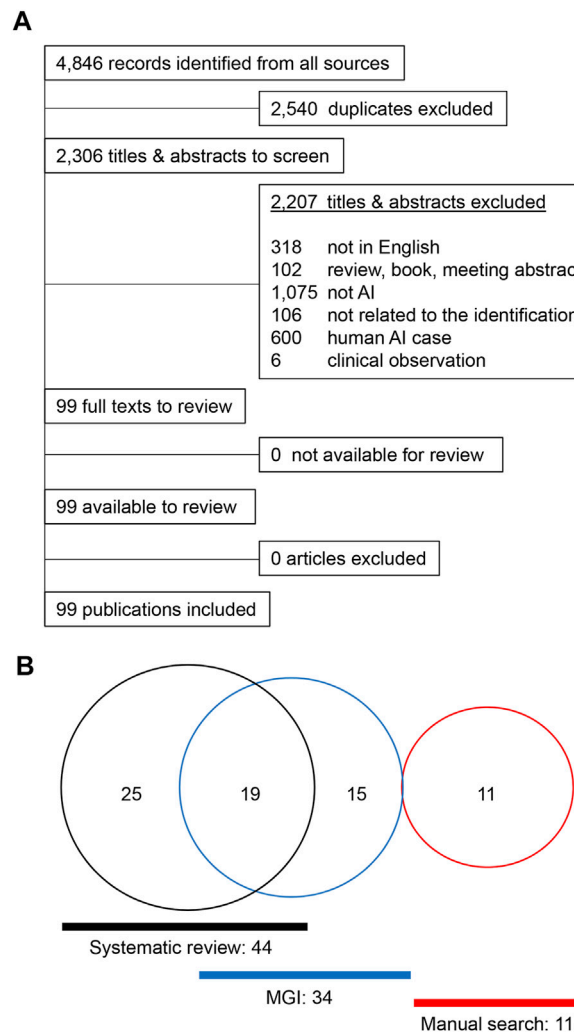 A
4,846 records identified from all sources
2,540 duplicates excluded
2,306 titles & abstracts to screen
2,207 titles & abstracts excluded
318 not in English
102 review, book, meeting abstrac
1,075 not AI
106 not related to the identification
600 human AI case
6 clinical observation
99 full texts to review
0 not available for review
99 available to review
0 articles excluded
99 publications included
B
25 19 15 11
Systematic review: 44
MGI: 34
Manual search: 11